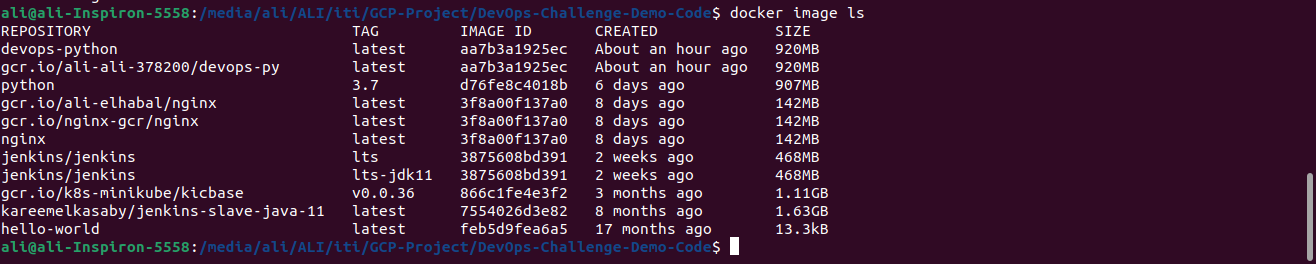 ali@ali-Inspiron-5558:/media/ali/ALI/iti/GCP-Project/DevOps-Challenge-Demo-Code$ docker image ls
REPOSITORY                          TAG         IMAGE ID       CREATED             SIZE
devops-python                       latest      aa7b3a1925ec   About an hour ago   920MB
gcr.io/ali-ali-378200/devops-py     latest      aa7b3a1925ec   About an hour ago   920MB
python                              3.7         d76fe8c4018b   6 days ago          907MB
gcr.io/ali-elhabal/nginx            latest      3f8a00f137a0   8 days ago          142MB
gcr.io/nginx-gcr/nginx              latest      3f8a00f137a0   8 days ago          142MB
nginx                               latest      3f8a00f137a0   8 days ago          142MB
jenkins/jenkins                     lts         3875608bd391   2 weeks ago         468MB
jenkins/jenkins                     lts-jdk11   3875608bd391   2 weeks ago         468MB
gcr.io/k8s-minikube/kicbase         v0.0.36     866c1fe4e3f2   3 months ago        1.11GB
kareemelkasaby/jenkins-slave-java-11   latest      7554026d3e82   8 months ago        1.63GB
hello-world                         latest      feb5d9fea6a5   17 months ago       13.3kB
ali@ali-Inspiron-5558:/media/ali/ALI/iti/GCP-Project/DevOps-Challenge-Demo-Code$